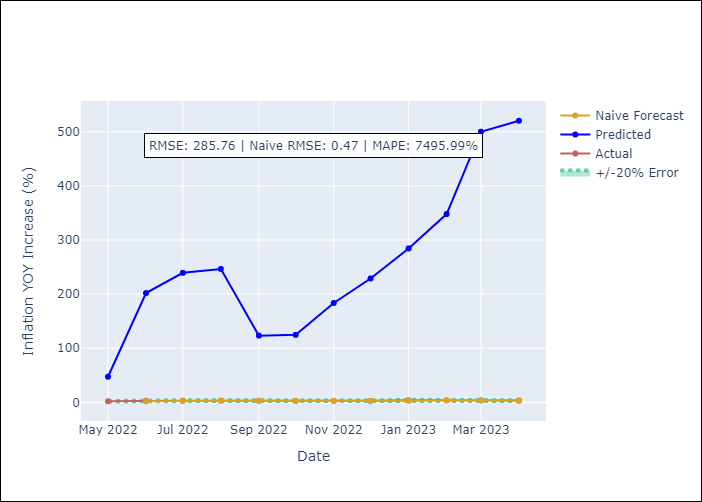 RMSE: 285.76 | Naive RMSE: 0.47 | MAPE: 7495.99%
Naive Forecast
Predicted
Actual
+/-20% Error
Inflation YOY Increase (%)
500
400
300
200
100
0
May 2022
Jul 2022
Sep 2022
Nov 2022
Jan 2023
Mar 2023
Date